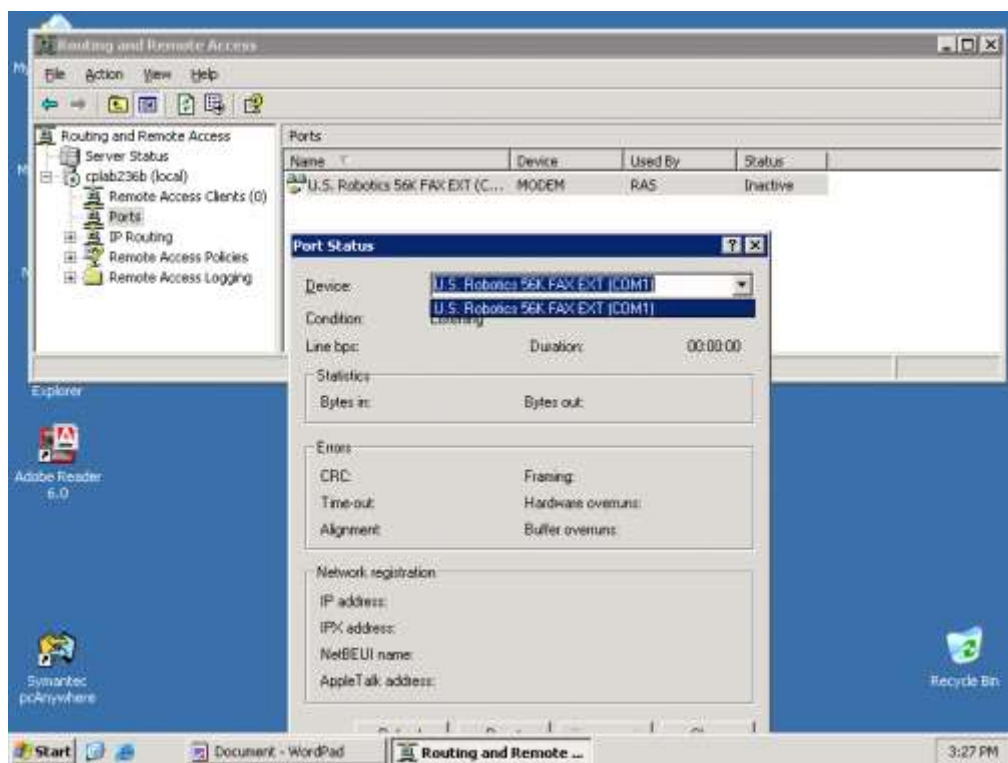 Routing and Remote Access
File Action View Help
Routing and Remote Access
Server Status
cplab236b (local)
Remote Access Clients (0)
Ports
IP Routing
Remote Access Policies
Remote Access Logging
Ports
Name Device Used By Status
U.S. Robotics 56K FAX EXT (C... MODEM RAS Inactive
Port Status
Device: U.S. Robotics 56K FAX EXT (COM1)
U.S. Robotics 56K FAX EXT (COM1)
Condition: Listening
Line bps: Duration: 00:00:00
Statistics
Bytes in: Bytes out:
Errors
CRC: Framing:
Time-out: Hardware overruns:
Alignment: Buffer overruns:
Network registration
IP address:
IPX address:
NetBEUI name:
AppleTalk address:
Explorer
Adobe Reader
6.0
Symantec
pcAnywhere
Recycle Bin
Start Document - WordPad Routing and Remote ... 3:27 PM